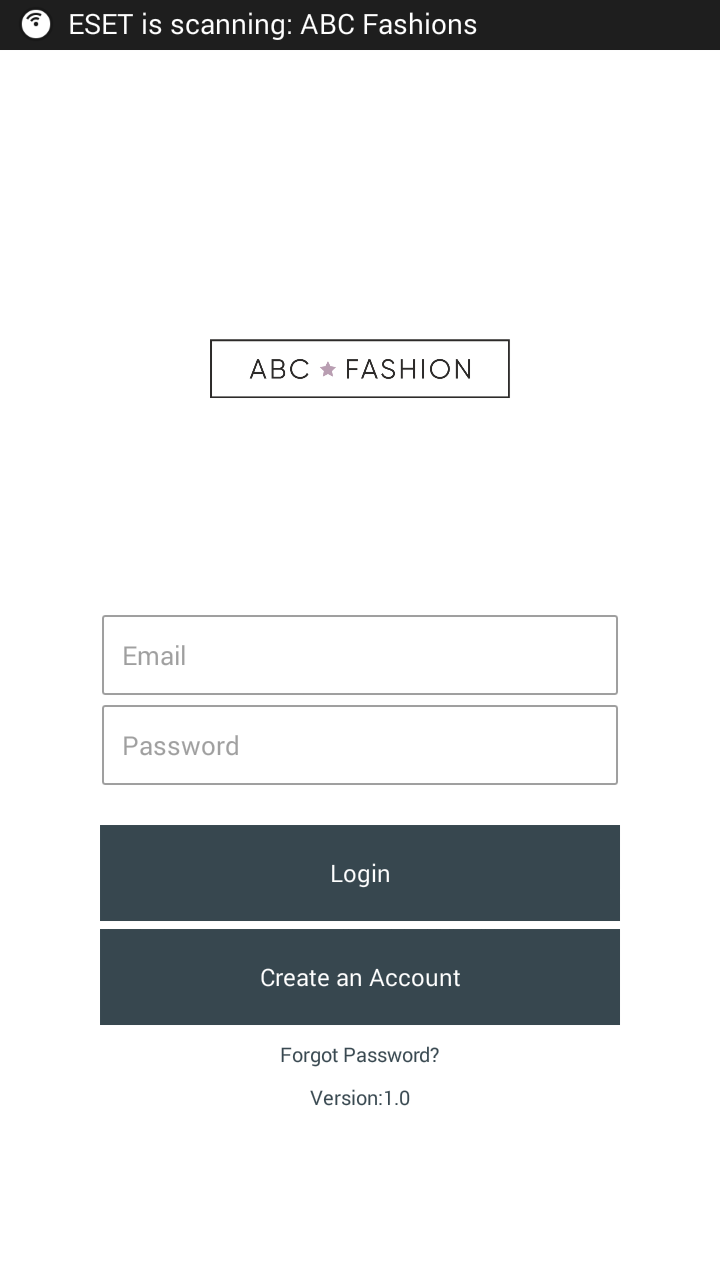 ESET is scanning: ABC Fashions
ABC FASHION
Email
Password
Login
Create an Account
Forgot Password?
Version:1.0